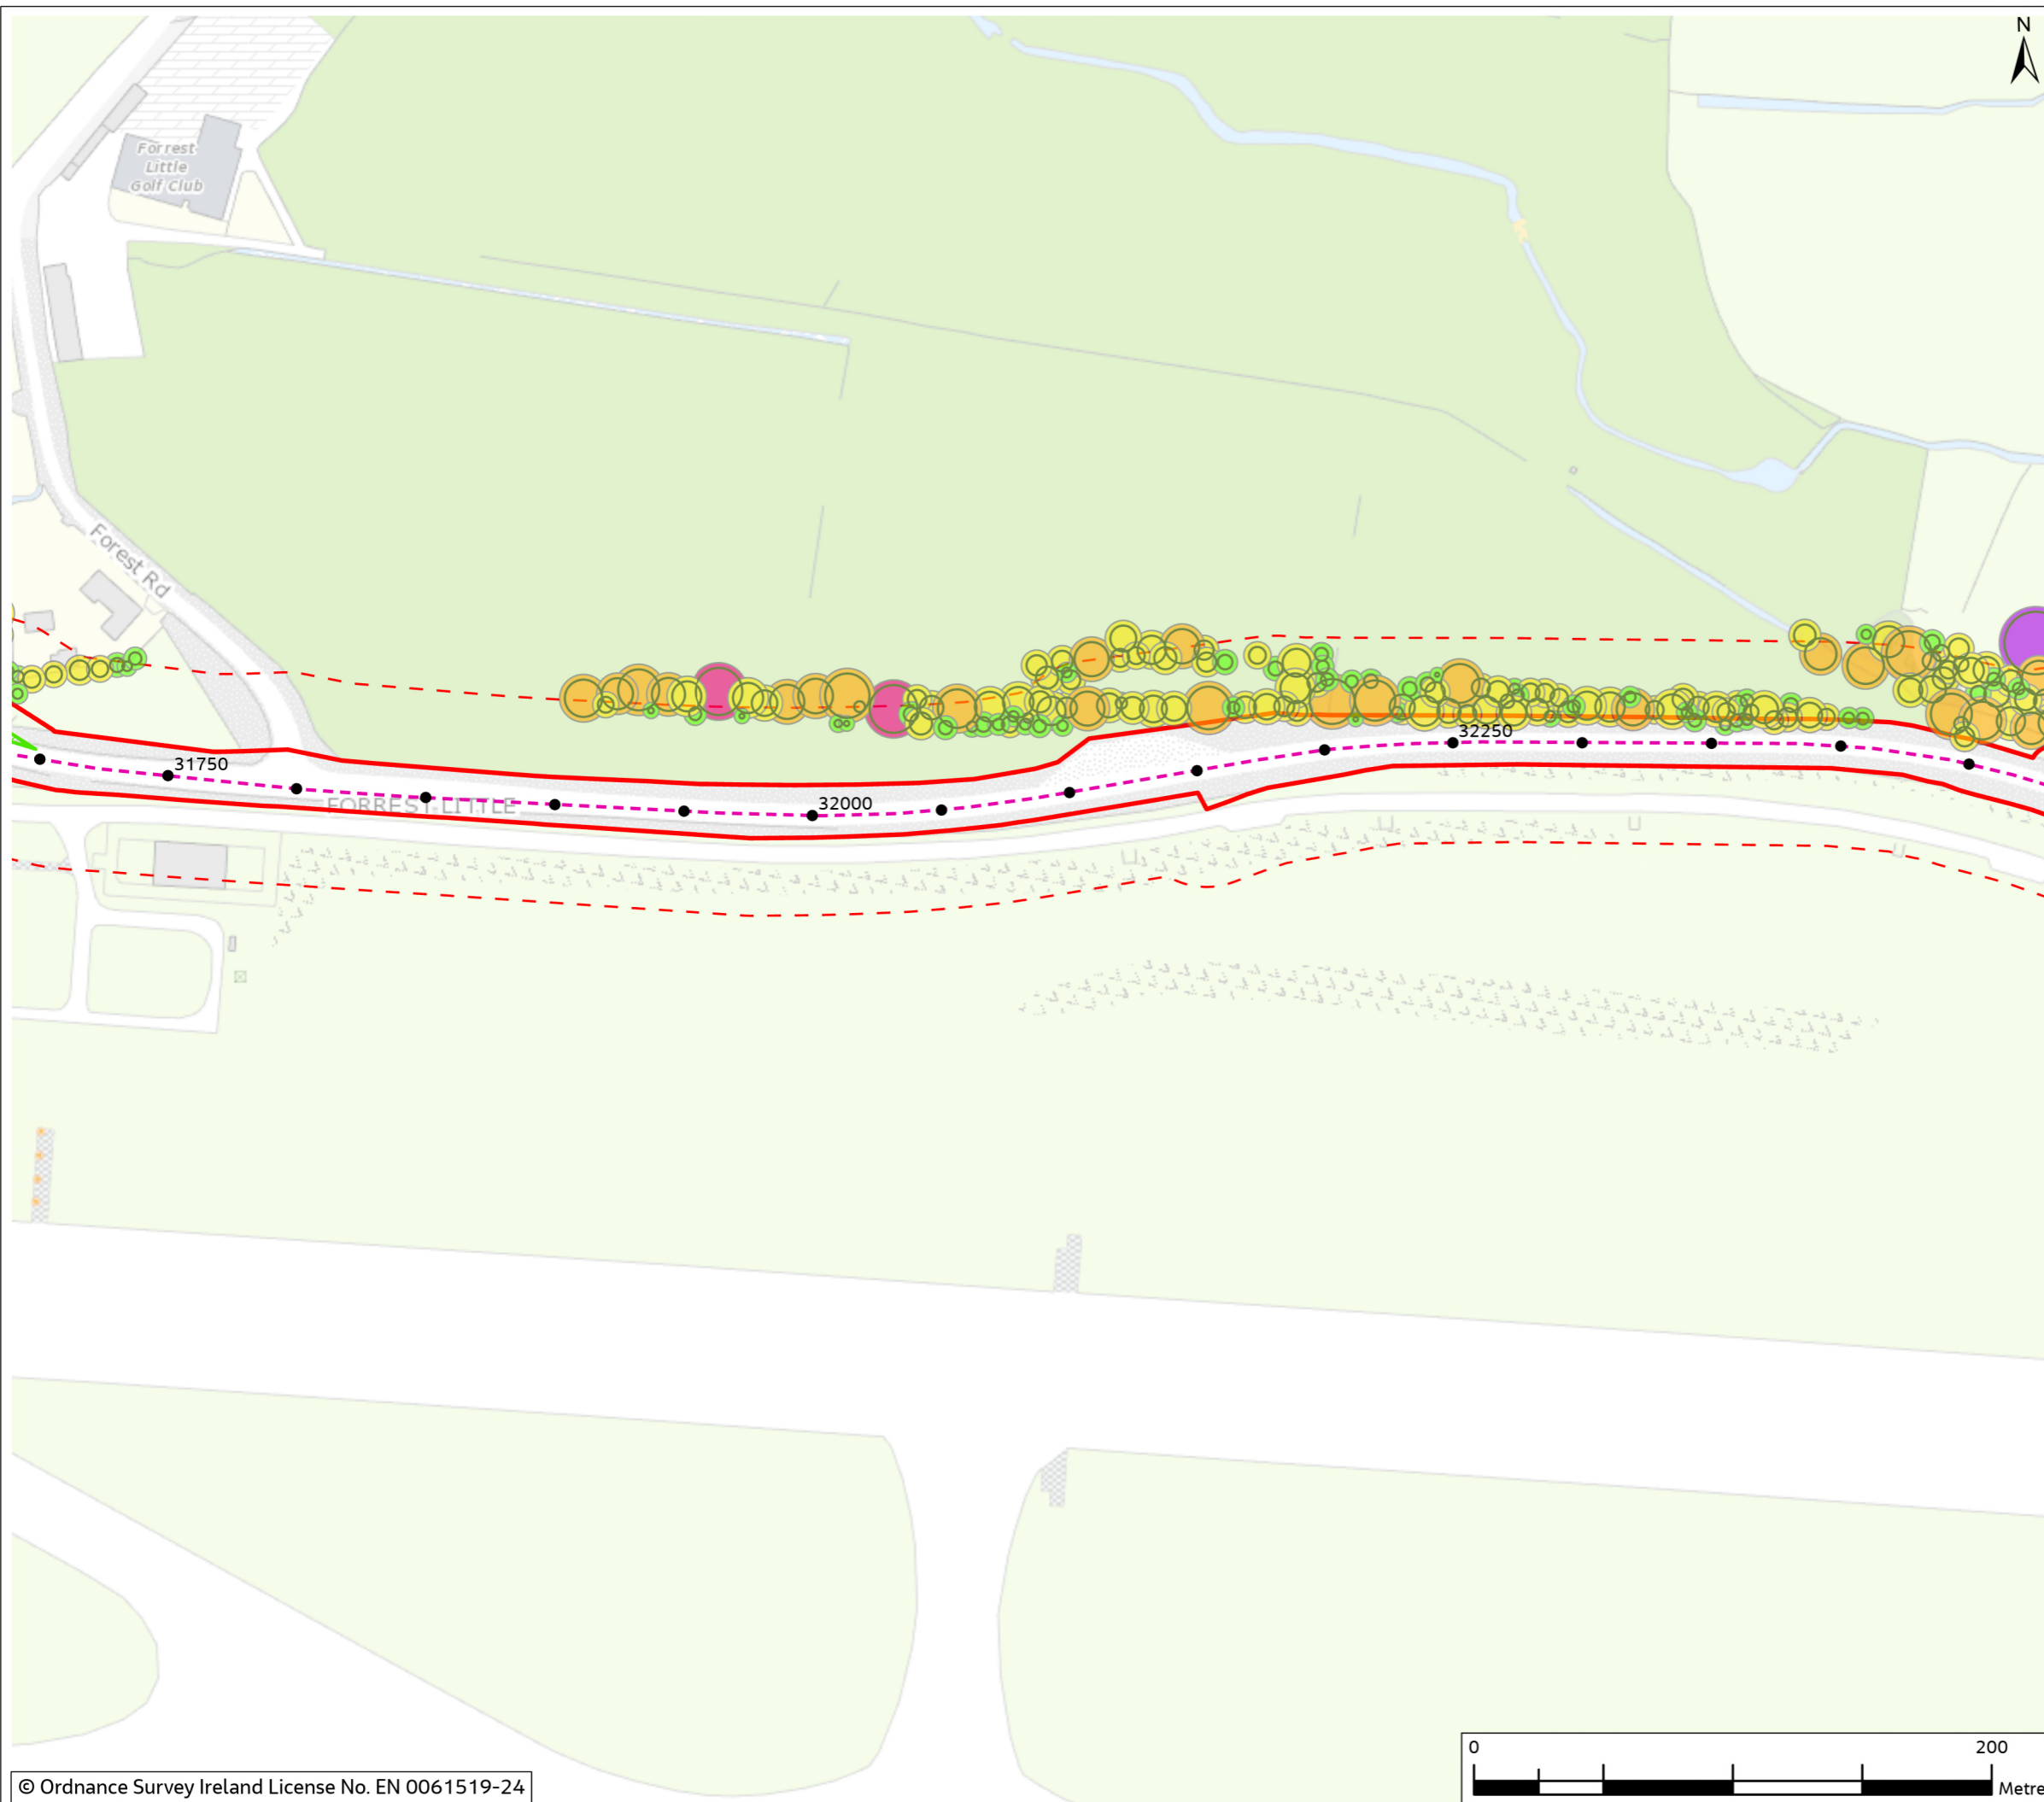 N
Forrest
Little
Golf Club
Forest Rd
31750
FORREST LITTLE
32000
32250
0
200
Metre
© Ordnance Survey Ireland License No. EN 0061519-24